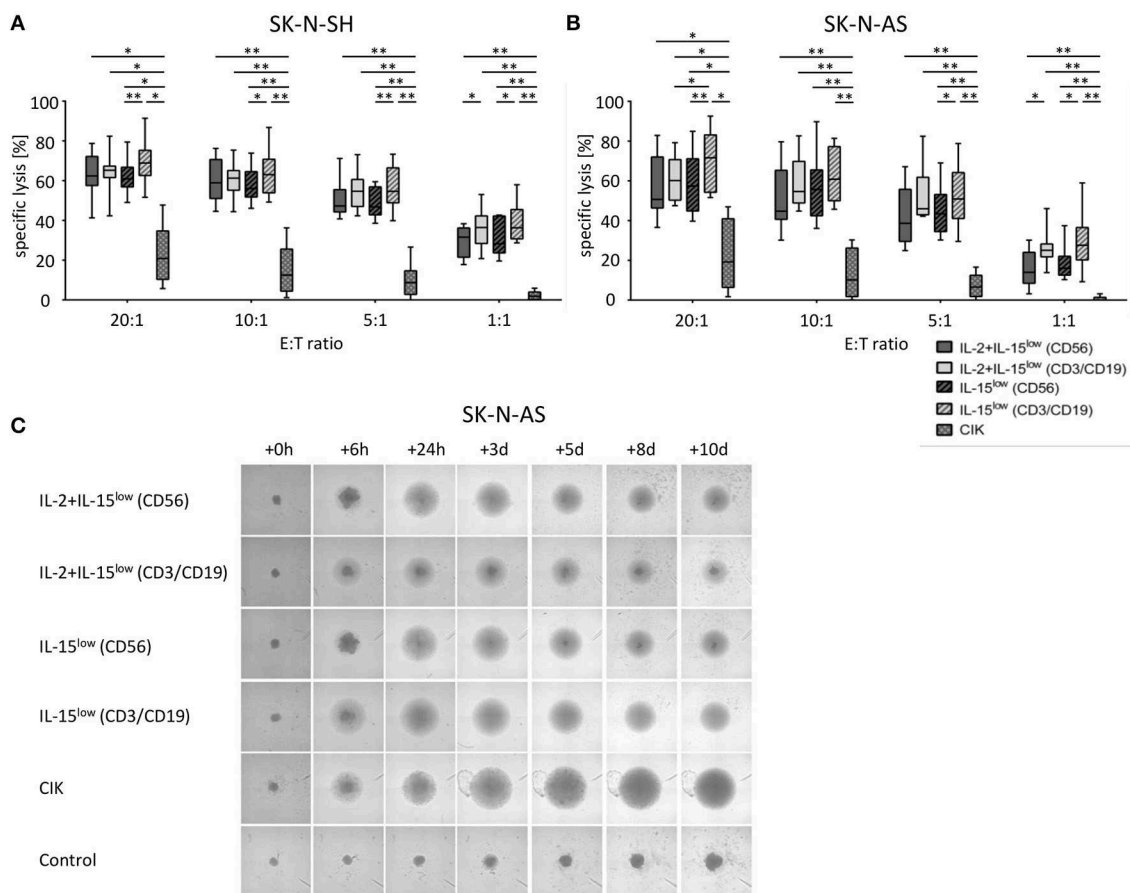 A
SK-N-SH
* ** ** **
* ** ** **
* ** ** **
** * * ** ** ** * * ** **
specific lysis [%]
100
80
60
40
20
0
20:1 10:1 5:1 1:1
E:T ratio
B
SK-N-AS
* ** ** **
* ** ** **
* ** ** **
*
** * ** * ** * * **
specific lysis [%]
100
80
60
40
20
0
20:1 10:1 5:1 1:1
E:T ratio
IL-2+IL-15low (CD56)
IL-2+IL-15low (CD3/CD19)
IL-15low (CD56)
IL-15low (CD3/CD19)
CIK
C
SK-N-AS
+0h +6h +24h +3d +5d +8d +10d
IL-2+IL-15low (CD56)
IL-2+IL-15low (CD3/CD19)
IL-15low (CD56)
IL-15low (CD3/CD19)
CIK
Control